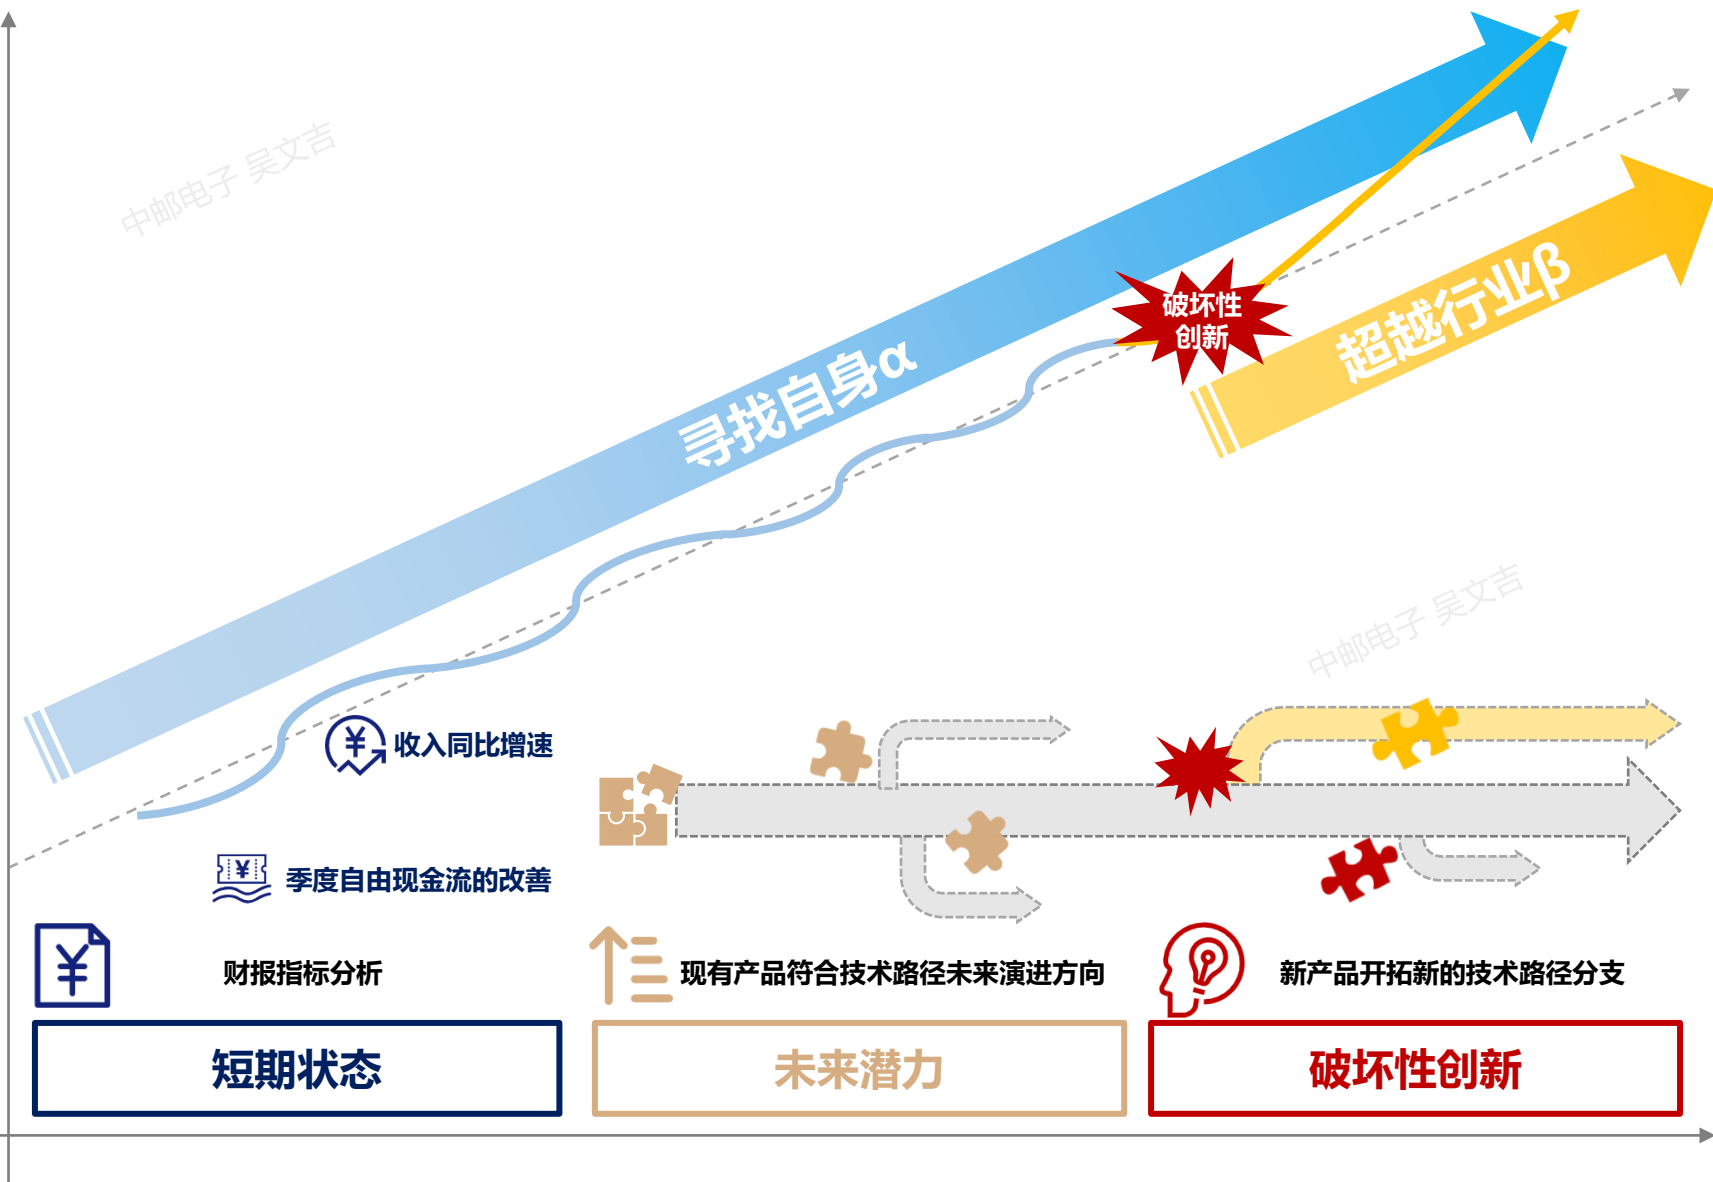 中邮电子 吴文吉
寻找自身α
破坏性
创新
超越行业β
中邮电子 吴文吉
收入同比增速
季度自由现金流的改善
财报指标分析
现有产品符合技术路径未来演进方向
新产品开拓新的技术路径分支
短期状态
未来潜力
破坏性创新